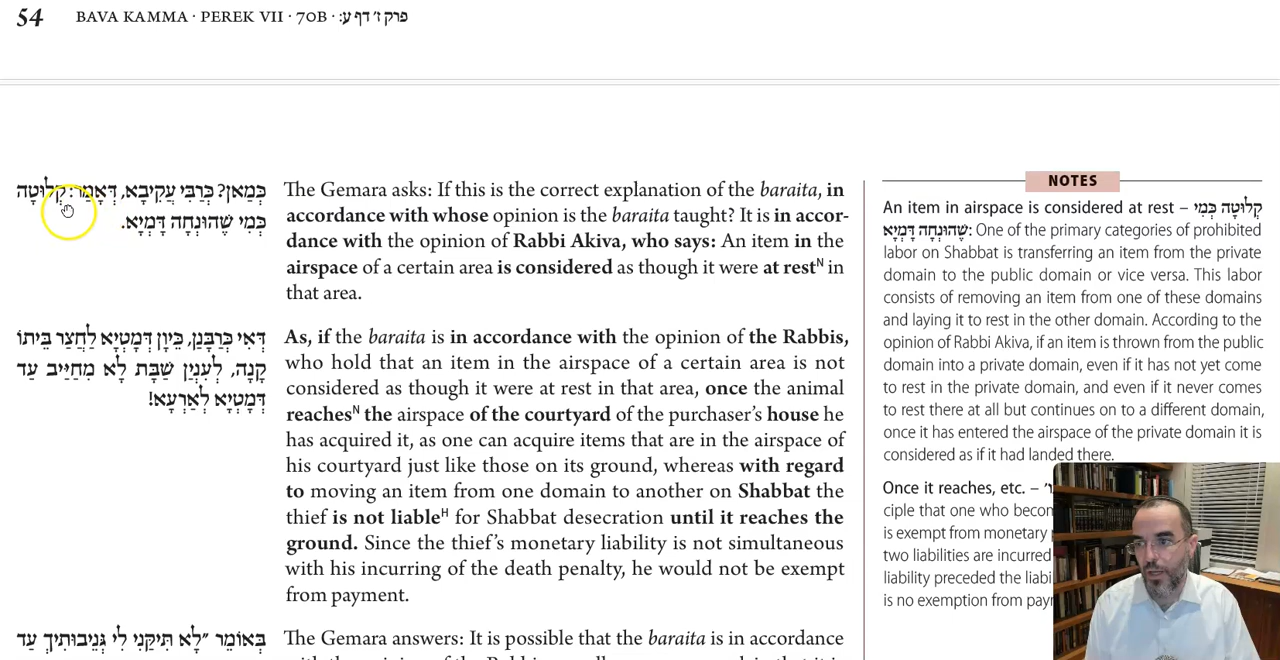 54 BAVA KAMMA · PEREK VII · 70B · פרק ז׳ דף ע:
כְּמַאן? כְּרַבִּי עֲקִיבָא, דְּאָמַר: קְלוּטָה
כְּמִי שֶׁהוּנְחָה דָּמְיָא.
The Gemara asks: If this is the correct explanation of the baraita, in
accordance with whose opinion is the baraita taught? It is in accor-
dance with the opinion of Rabbi Akiva, who says: An item in the
airspace of a certain area is considered as though it were at restᴺ in
that area.
דְּאִי כְּרַבָּנַן, כֵּיוָן דְּמָטְיָא לַחֲצַר בֵּיתוֹ
קָנָה, לְעִנְיַן שַׁבָּת לָא מִחַיַּיב עַד
דְּמָטְיָא לְאַרְעָא!
As, if the baraita is in accordance with the opinion of the Rabbis,
who hold that an item in the airspace of a certain area is not
considered as though it were at rest in that area, once the animal
reachesᴺ the airspace of the courtyard of the purchaser’s house he
has acquired it, as one can acquire items that are in the airspace of
his courtyard just like those on its ground, whereas with regard
to moving an item from one domain to another on Shabbat the
thief is not liableᴴ for Shabbat desecration until it reaches the
ground. Since the thief’s monetary liability is not simultaneous
with his incurring of the death penalty, he would not be exempt
from payment.
בְּאוֹמֵר ״לָא תִּיקַּנִי לִי גְּנֵיבוּתֵיךְ עַד
The Gemara answers: It is possible that the baraita is in accordance
NOTES
An item in airspace is considered at rest – קְלוּטָה כְּמִי
שֶׁהוּנְחָה דָּמְיָא: One of the primary categories of prohibited
labor on Shabbat is transferring an item from the private
domain to the public domain or vice versa. This labor
consists of removing an item from one of these domains
and laying it to rest in the other domain. According to the
opinion of Rabbi Akiva, if an item is thrown from the public
domain into a private domain, even if it has not yet come
to rest in the private domain, and even if it never comes
to rest there at all but continues on to a different domain,
once it has entered the airspace of the private domain it is
considered as if it had landed there.
Once it reaches, etc. –
ciple that one who
is exempt from monetary
two liabilities are incurred
liability preceded the
is no exemption from